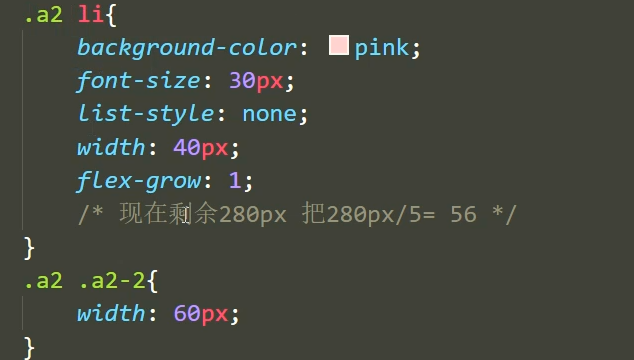 .a2 li{
background-color: pink;
font-size: 30px;
list-style: none;
width: 40px;
flex-grow: 1;
/* 现在剩余280px 把280px/5= 56 */
}
.a2 .a2-2{
width: 60px;
}